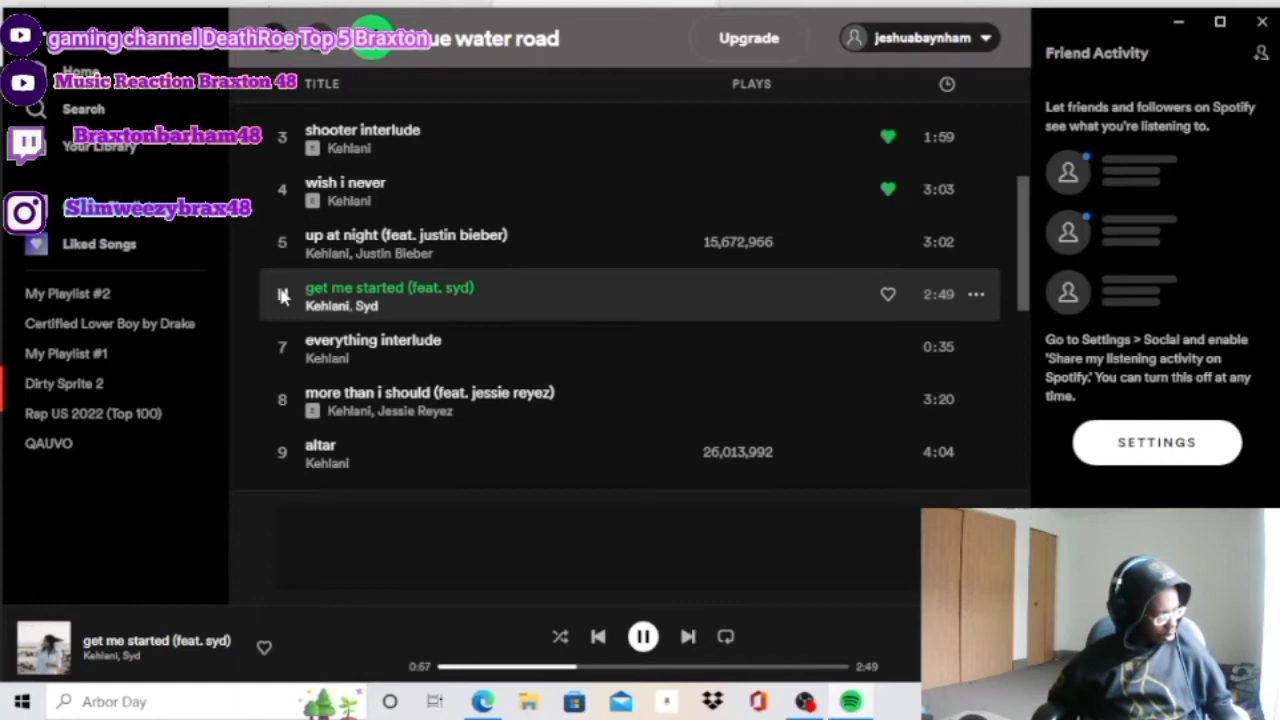 gaming channel DeathRoe Top 5 Braxton
ue water road
Upgrade
jeshuabaynham
Friend Activity
Home
Music Reaction Braxton 48
TITLE
PLAYS
Search
Braxtonbarham48
Your Library
Slimweezybrax48
Liked Songs
My Playlist #2
Certified Lover Boy by Drake
My Playlist #1
Dirty Sprite 2
Rap US 2022 (Top 100)
QAUVO
3 shooter interlude 1:59
E Kehlani
4 wish i never 3:03
E Kehlani
5 up at night (feat. justin bieber) 15,672,966 3:02
Kehlani, Justin Bieber
get me started (feat. syd) 2:49
Kehlani, Syd
7 everything interlude 0:35
Kehlani
8 more than i should (feat. jessie reyez) 3:20
E Kehlani, Jessie Reyez
9 altar 26,013,992 4:04
Kehlani
Let friends and followers on Spotify
see what you're listening to.
Go to Settings > Social and enable
'Share my listening activity on
Spotify.' You can turn this off at any
time.
SETTINGS
get me started (feat. syd)
Kehlani, Syd
0:57
2:49
Arbor Day